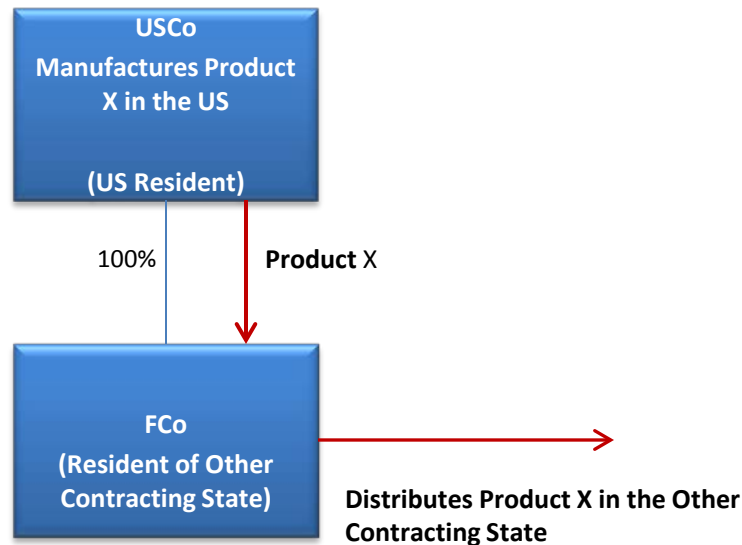 USCo
Manufactures Product
X in the US
(US Resident)
100%
Product X
FCo
(Resident of Other
Contracting State)
Distributes Product X in the Other
Contracting State